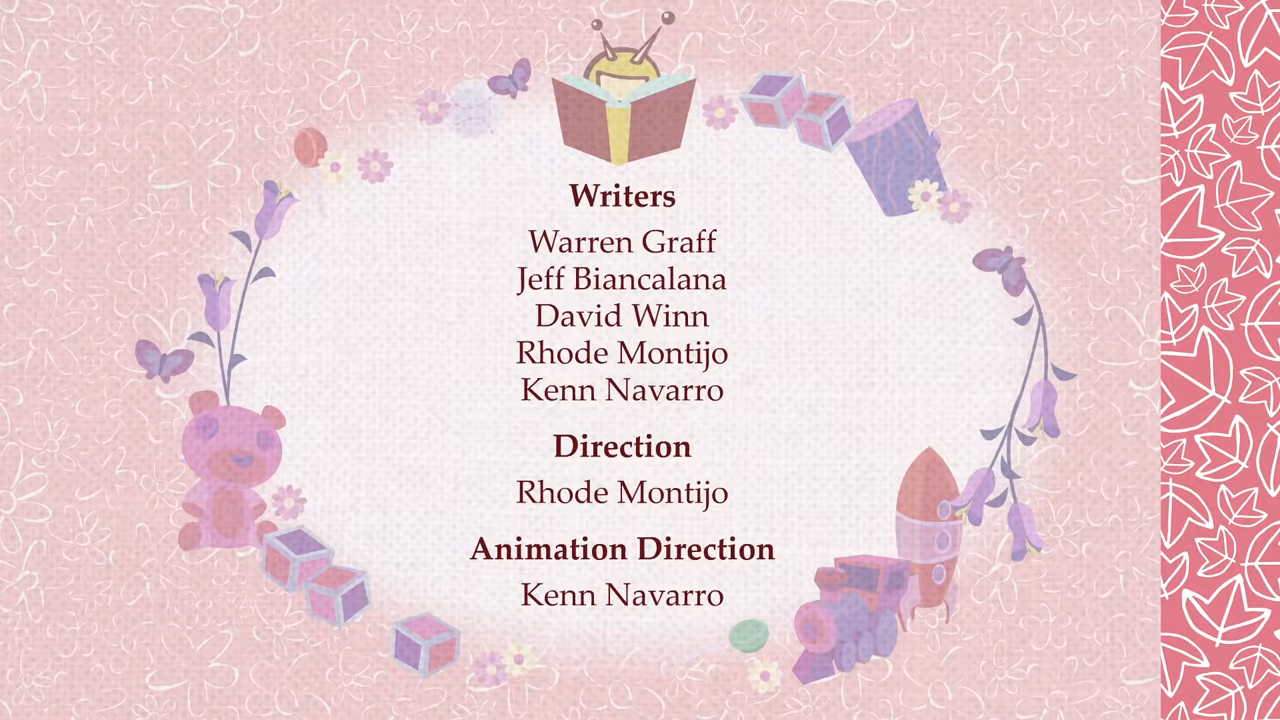 Writers
Warren Graff
Jeff Biancalana
David Winn
Rhode Montijo
Kenn Navarro
Direction
Rhode Montijo
Animation Direction
Kenn Navarro